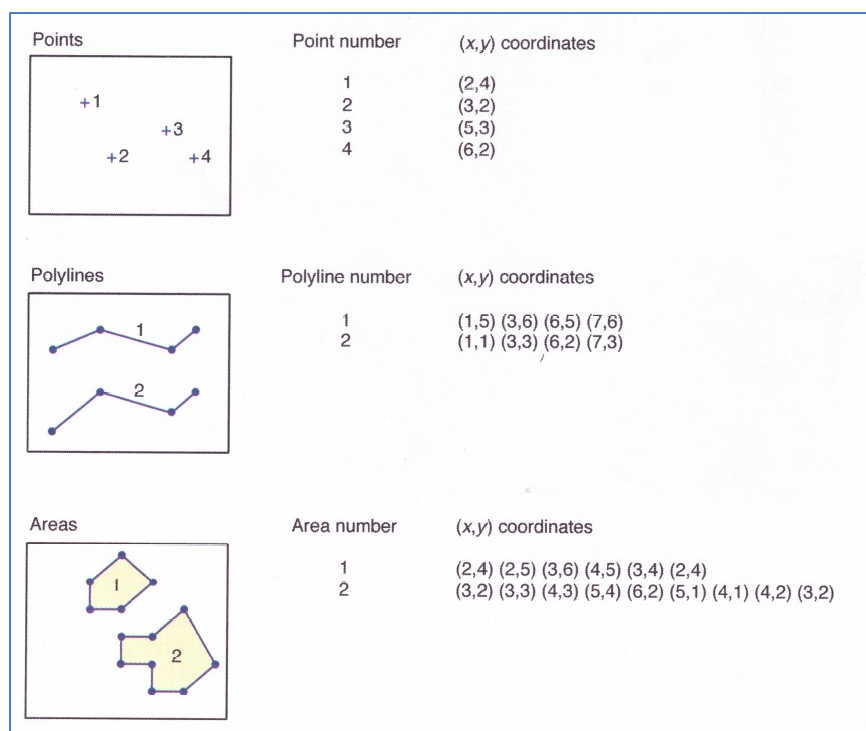 Points Point number (x,y) coordinates
1 (2,4)
2 (3,2)
3 (5,3)
4 (6,2)
+1
+3
+2 +4
Polylines Polyline number (x,y) coordinates
1 (1,5) (3,6) (6,5) (7,6)
2 (1,1) (3,3) (6,2) (7,3)
1
2
Areas Area number (x,y) coordinates
1 (2,4) (2,5) (3,6) (4,5) (3,4) (2,4)
2 (3,2) (3,3) (4,3) (5,4) (6,2) (5,1) (4,1) (4,2) (3,2)
1
2